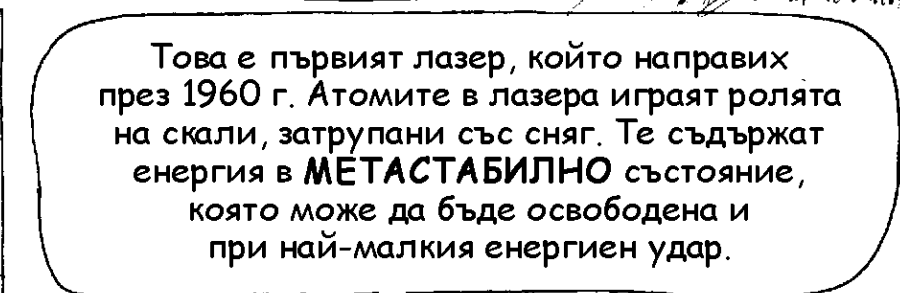 Това е първият лазер, който направих
през 1960 г. Атомите в лазера играят ролята
на скали, затрупани със сняг. Те съдържат
енергия в МЕТАСТАБИЛНО състояние,
която може да бъде освободена и
при най-малкия енергиен удар.